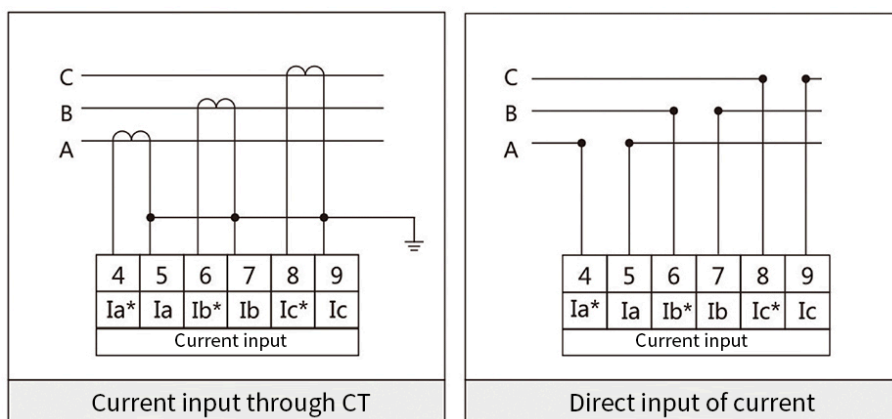 C
B
A
4 5 6 7 8 9
Ia* Ia Ib* Ib Ic* Ic
Current input
Current input through CT
C
B
A
4 5 6 7 8 9
Ia* Ia Ib* Ib Ic* Ic
Current input
Direct input of current